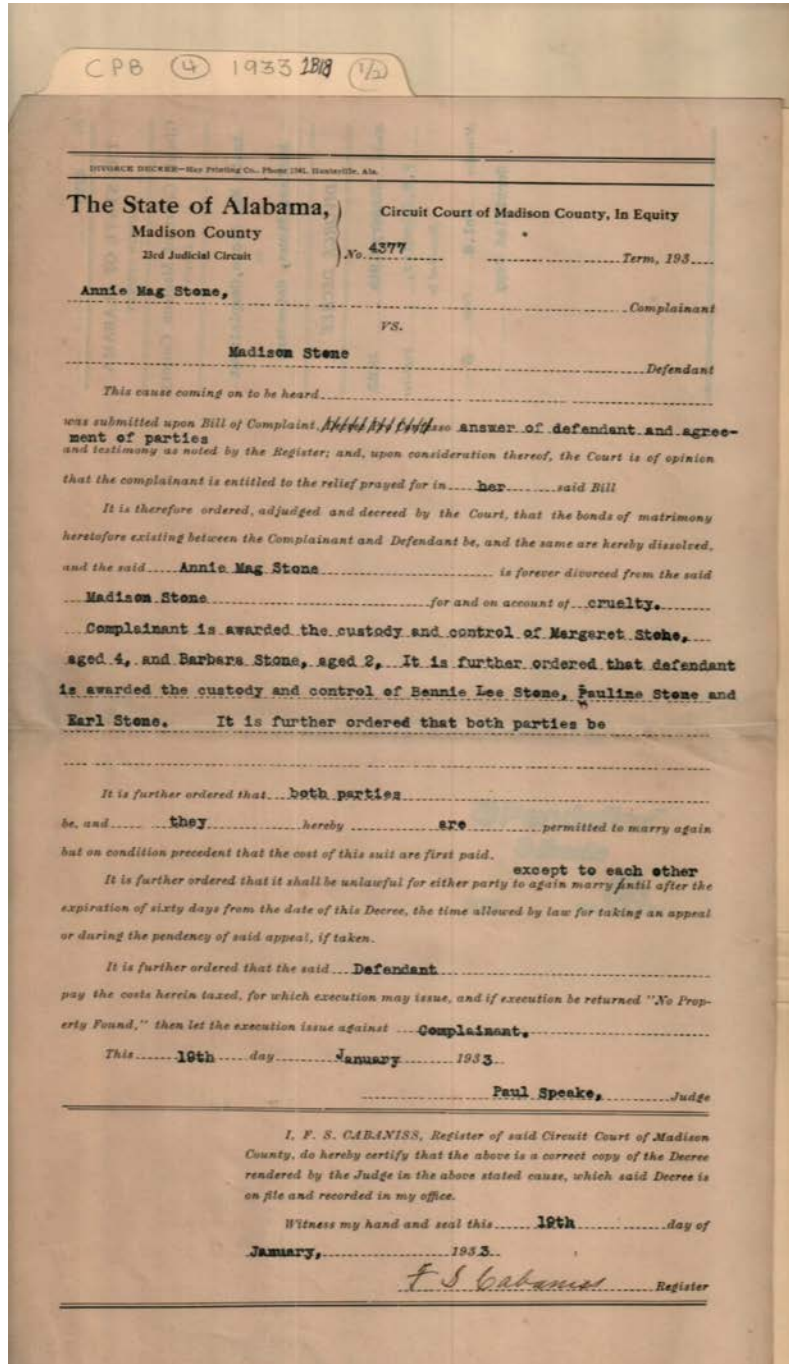 CPB (4) 1933 1318 (1/2)
DIVORCE DECREE—Hay Printing Co., Phone 1541, Huntsville, Ala.
The State of Alabama,
Madison County
23rd Judicial Circuit
Circuit Court of Madison County, In Equity
No. 4377 Term, 193
Annie Mag Stone,
Complainant
VS.
Madison Stone
Defendant
This cause coming on to be heard
was submitted upon Bill of Complaint, answer of defendant and agree-
ment of parties
and testimony as noted by the Register; and, upon consideration thereof, the Court is of opinion
that the complainant is entitled to the relief prayed for in her said Bill
It is therefore ordered, adjudged and decreed by the Court, that the bonds of matrimony
heretofore existing between the Complainant and Defendant be, and the same are hereby dissolved,
and the said Annie Mag Stone is forever divorced from the said
Madison Stone for and on account of cruelty.
Complainant is awarded the custody and control of Margaret Stohe,
aged 4, and Barbara Stone, aged 2, It is further ordered that defendant
is awarded the custody and control of Bennie Lee Stone, Pauline Stone and
Earl Stone. It is further ordered that both parties be
It is further ordered that both parties
be, and they hereby are permitted to marry again
but on condition precedent that the cost of this suit are first paid.
except to each other
It is further ordered that it shall be unlawful for either party to again marry until after the
expiration of sixty days from the date of this Decree, the time allowed by law for taking an appeal
or during the pendency of said appeal, if taken.
It is further ordered that the said Defendant
pay the costs herein taxed, for which execution may issue, and if execution be returned "No Prop-
erty Found," then let the execution issue against Complainant.
This 19th day January 1933
Paul Speake, Judge
I, F. S. CABANISS, Register of said Circuit Court of Madison
County, do hereby certify that the above is a correct copy of the Decree
rendered by the Judge in the above stated cause, which said Decree is
on file and recorded in my office.
Witness my hand and seal this 19th day of
January, 1933
F S Cabaniss Register